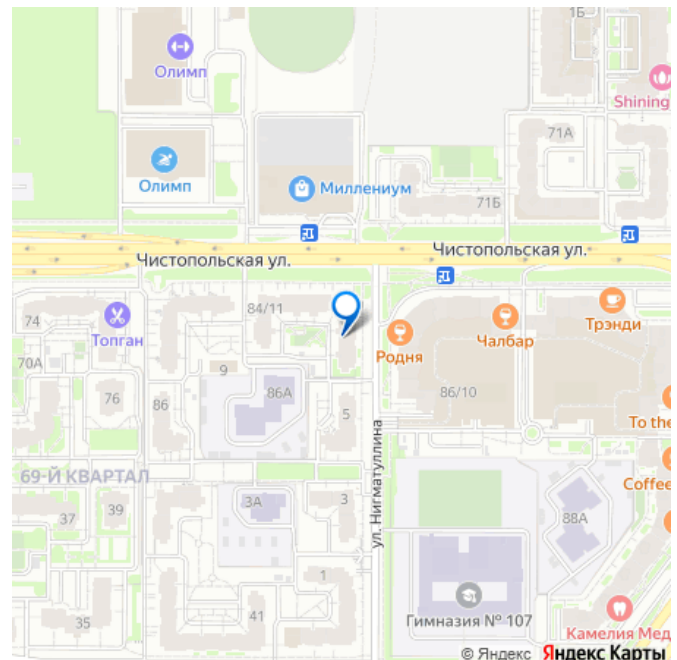 1Б
Олимп
Shining
71А
Олимп
Миллениум
71Б
Чистопольская ул.
Чистопольская ул.
84/11
74
Топган
Родня
Чалбар
Трэнди
70А
9
76
86
86А
86/10
5
To the
69-Й КВАРТАЛ
ул. Нигматуллина
Coffee
37
39
3А
3
88А
1
41
35
Гимназия № 107
Камелия Мед
© Яндекс Яндекс Карты